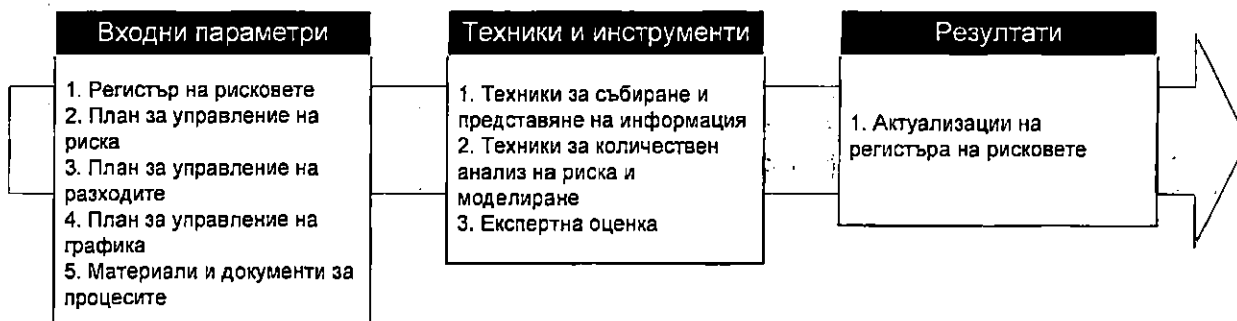 Входни параметри
1. Регистър на рисковете
2. План за управление на
риска
3. План за управление на
разходите
4. План за управление на
графика
5. Материали и документи за
процесите
Техники и инструменти
1. Техники за събиране и
представяне на информация
2. Техники за количествен
анализ на риска и
моделиране
3. Експертна оценка
Резултати
1. Актуализации на
регистъра на рисковете